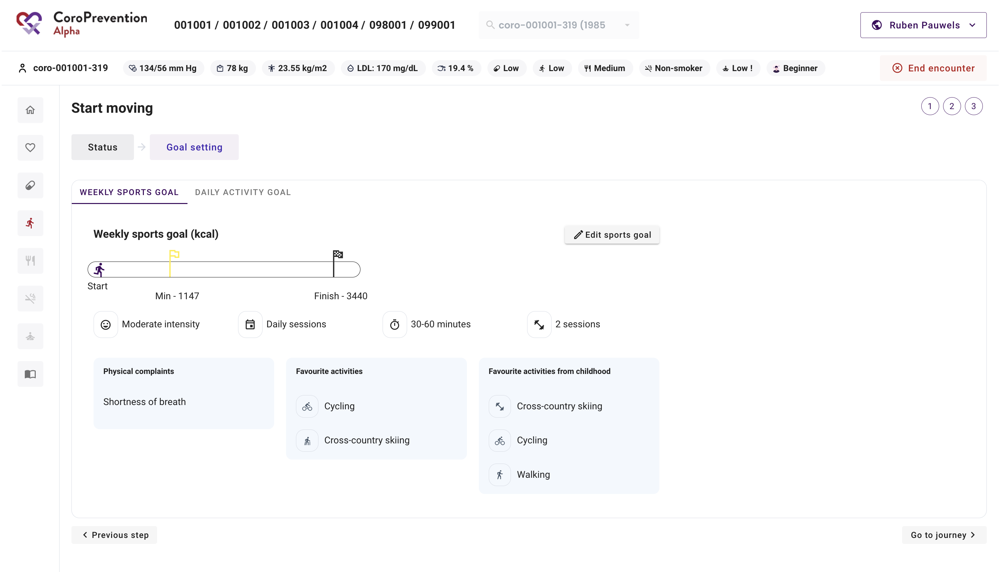 CoroPrevention
Alpha
001001 / 001002 / 001003 / 001004 / 098001 / 099001
coro-001001-319 (1985
Ruben Pauwels
coro-001001-319
134/56 mm Hg
78 kg
23.55 kg/m2
LDL: 170 mg/dL
19.4 %
Low
Low
Medium
Non-smoker
Low !
Beginner
End encounter
Start moving
1
2
3
Status
Goal setting
WEEKLY SPORTS GOAL
DAILY ACTIVITY GOAL
Weekly sports goal (kcal)
Edit sports goal
Start
Min - 1147
Finish - 3440
Moderate intensity
Daily sessions
30-60 minutes
2 sessions
Physical complaints
Shortness of breath
Favourite activities
Cycling
Cross-country skiing
Favourite activities from childhood
Cross-country skiing
Cycling
Walking
Previous step
Go to journey